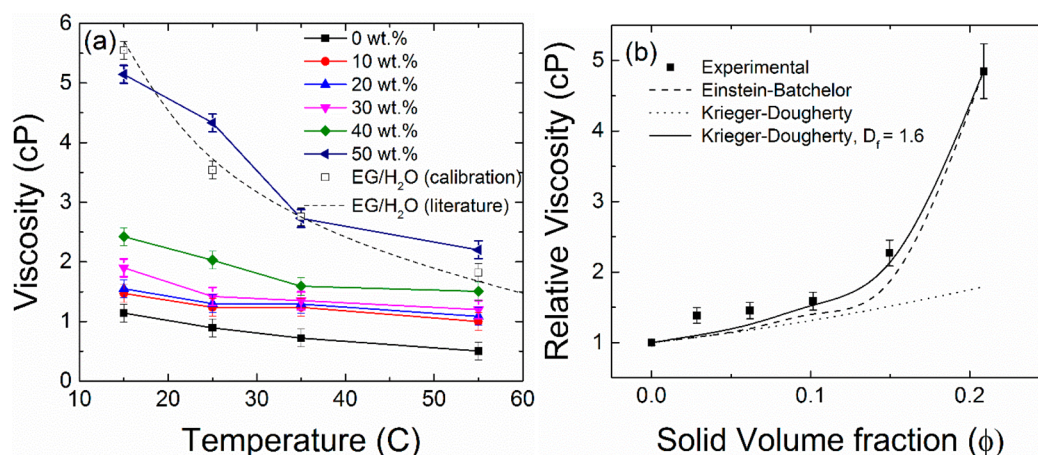 (a)
0 wt.%
10 wt.%
20 wt.%
30 wt.%
40 wt.%
50 wt.%
EG/H₂O (calibration)
EG/H₂O (literature)
Viscosity (cP)
6
5
4
3
2
1
0
10 20 30 40 50 60
Temperature (C)
(b)
Experimental
Einstein-Batchelor
Krieger-Dougherty
Krieger-Dougherty, D_f = 1.6
Relative Viscosity (cP)
5
4
3
2
1
0.0 0.1 0.2
Solid Volume fraction (ϕ)